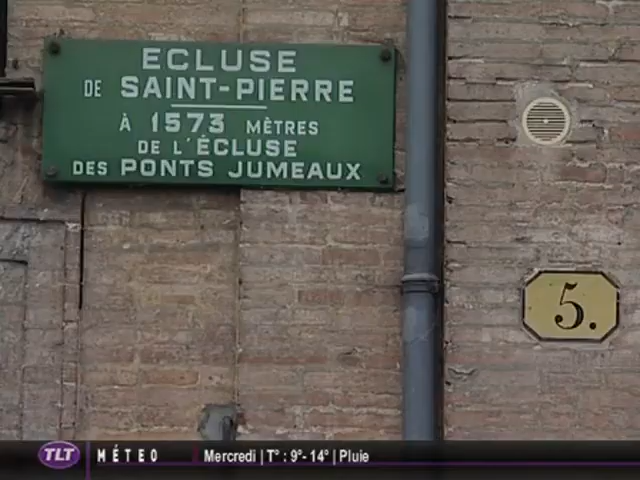 ECLUSE
DE SAINT-PIERRE
À 1573 MÈTRES
DE L'ÉCLUSE
DES PONTS JUMEAUX
5.
TLT MÉTEO Mercredi | T° : 9°- 14° | Pluie